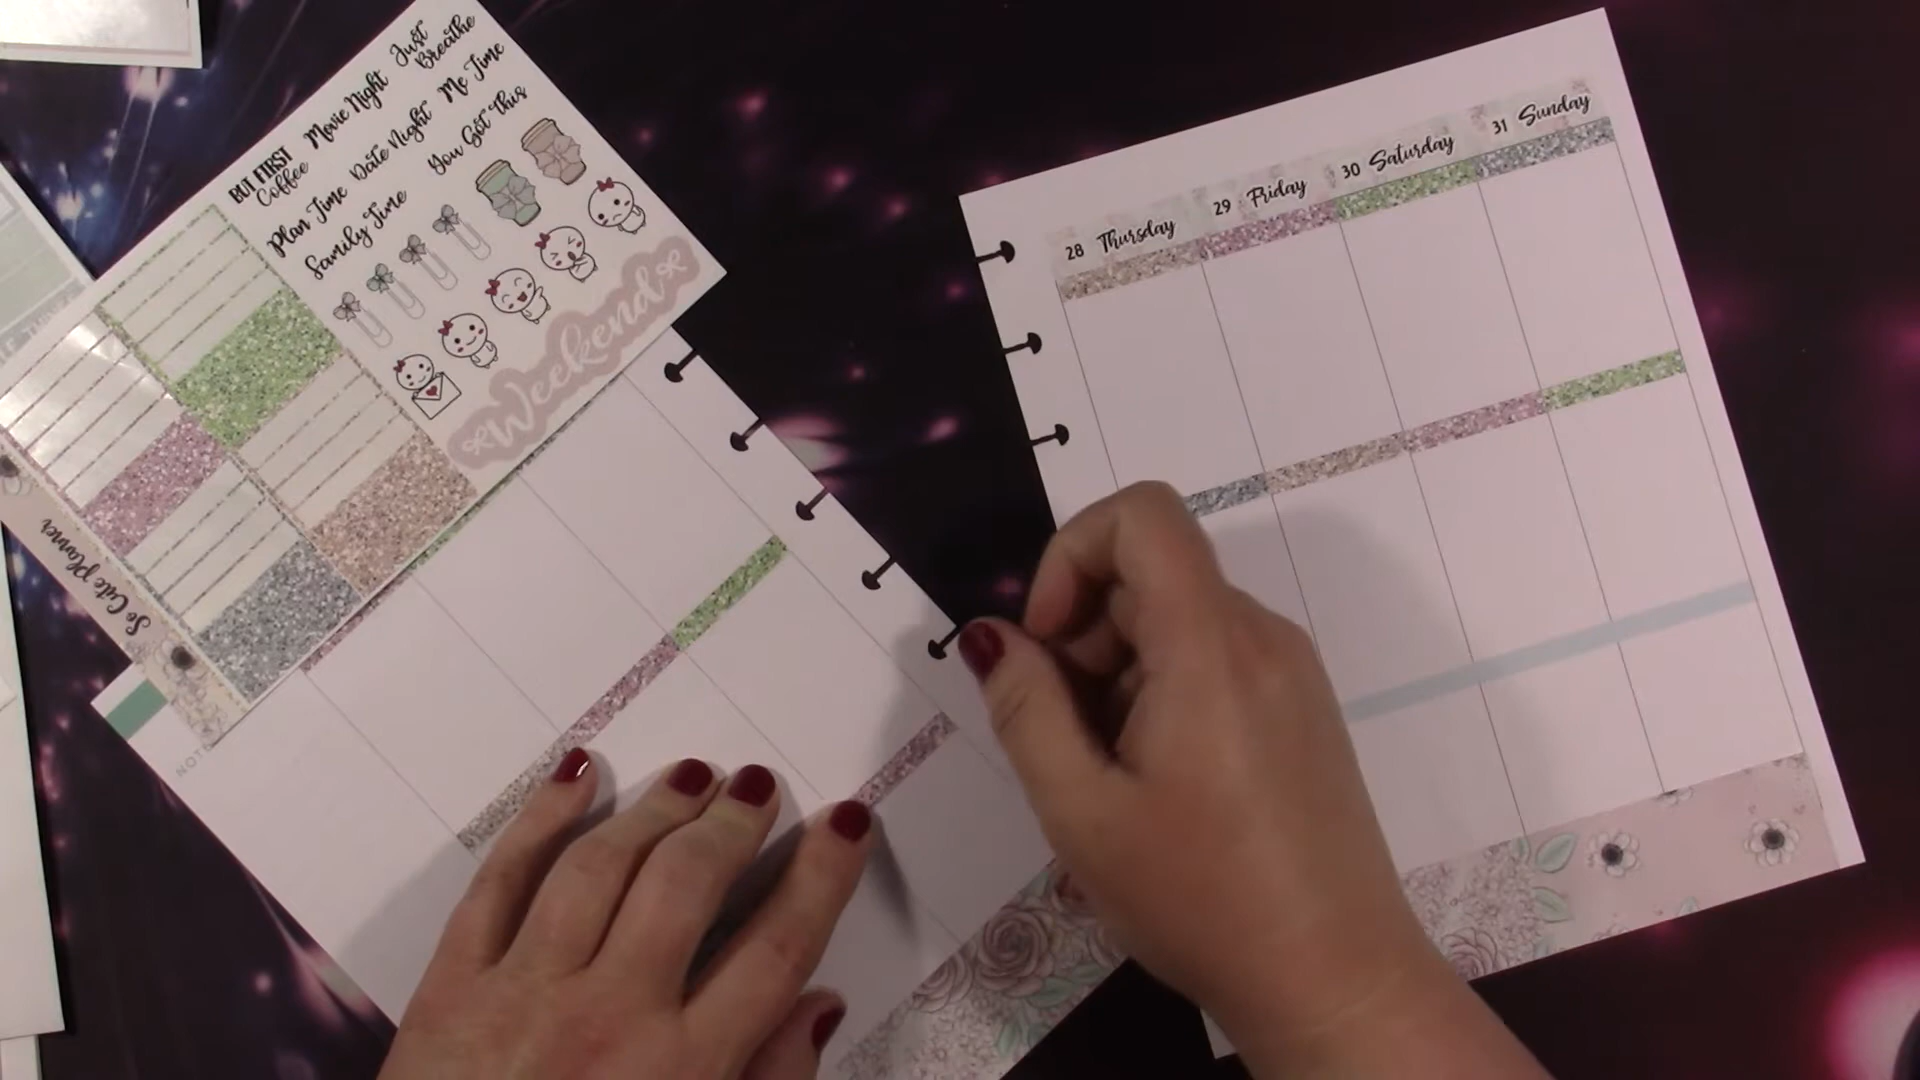 Just
Breathe
Movie Night
Me Time
BUT FIRST
Coffee
Date Night
You Got This
Plan Time
Family Time
Weekend
So Cute Planner
28 Thursday
29 Friday
30 Saturday
31 Sunday